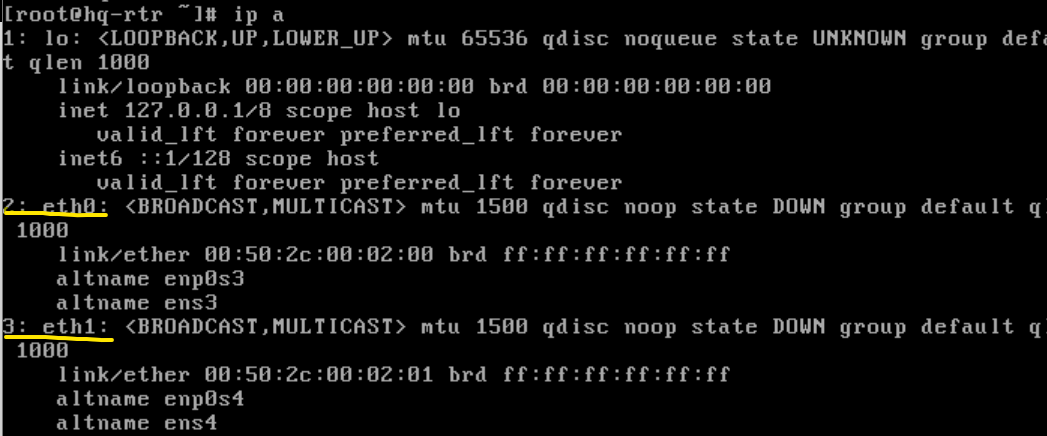 [root@hq-rtr ~]# ip a
1: lo: <LOOPBACK,UP,LOWER_UP> mtu 65536 qdisc noqueue state UNKNOWN group defa
t qlen 1000
    link/loopback 00:00:00:00:00:00 brd 00:00:00:00:00:00
    inet 127.0.0.1/8 scope host lo
       valid_lft forever preferred_lft forever
    inet6 ::1/128 scope host
       valid_lft forever preferred_lft forever
2: eth0: <BROADCAST,MULTICAST> mtu 1500 qdisc noop state DOWN group default ql
 1000
    link/ether 00:50:2c:00:02:00 brd ff:ff:ff:ff:ff:ff
    altname enp0s3
    altname ens3
3: eth1: <BROADCAST,MULTICAST> mtu 1500 qdisc noop state DOWN group default ql
 1000
    link/ether 00:50:2c:00:02:01 brd ff:ff:ff:ff:ff:ff
    altname enp0s4
    altname ens4